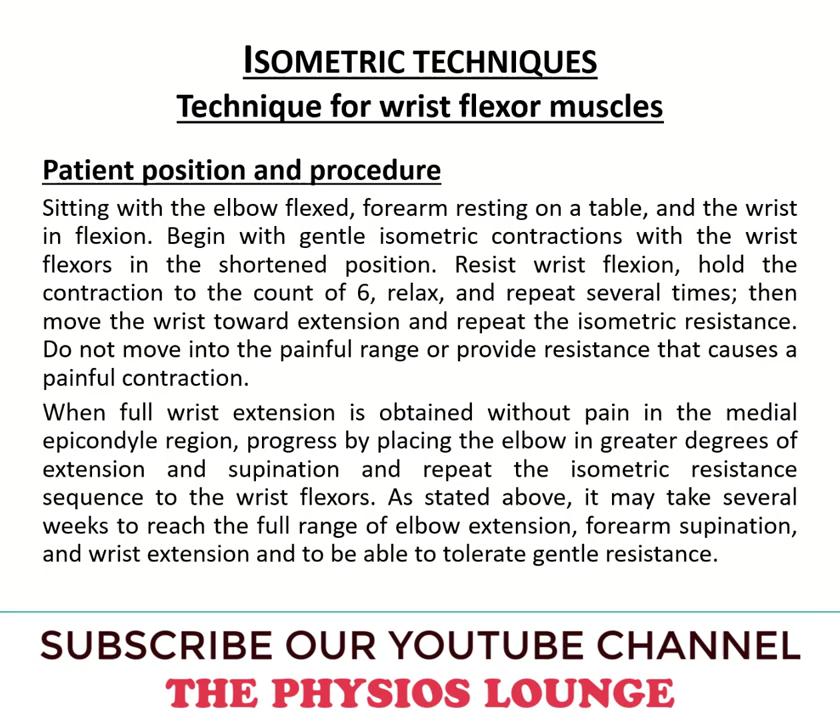 ISOMETRIC TECHNIQUES
Technique for wrist flexor muscles
Patient position and procedure
Sitting with the elbow flexed, forearm resting on a table, and the wrist
in flexion. Begin with gentle isometric contractions with the wrist
flexors in the shortened position. Resist wrist flexion, hold the
contraction to the count of 6, relax, and repeat several times; then
move the wrist toward extension and repeat the isometric resistance.
Do not move into the painful range or provide resistance that causes a
painful contraction.
When full wrist extension is obtained without pain in the medial
epicondyle region, progress by placing the elbow in greater degrees of
extension and supination and repeat the isometric resistance
sequence to the wrist flexors. As stated above, it may take several
weeks to reach the full range of elbow extension, forearm supination,
and wrist extension and to be able to tolerate gentle resistance.
SUBSCRIBE OUR YOUTUBE CHANNEL
THE PHYSIOS LOUNGE